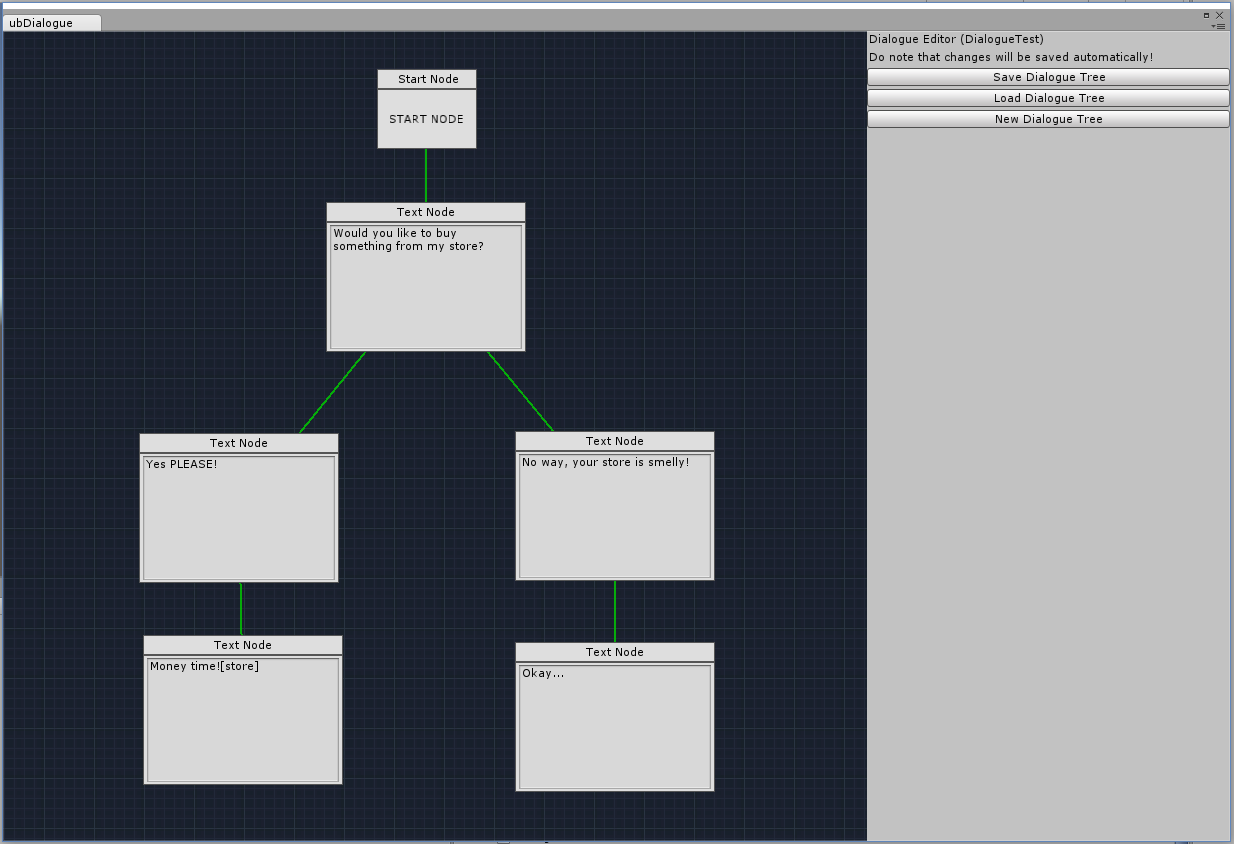 ubDialogue
Dialogue Editor (DialogueTest)
Do note that changes will be saved automatically!
Save Dialogue Tree
Load Dialogue Tree
New Dialogue Tree
Start Node
START NODE
Text Node
Would you like to buy
something from my store?
Text Node
Yes PLEASE!
Text Node
No way, your store is smelly!
Text Node
Money time![store]
Text Node
Okay...